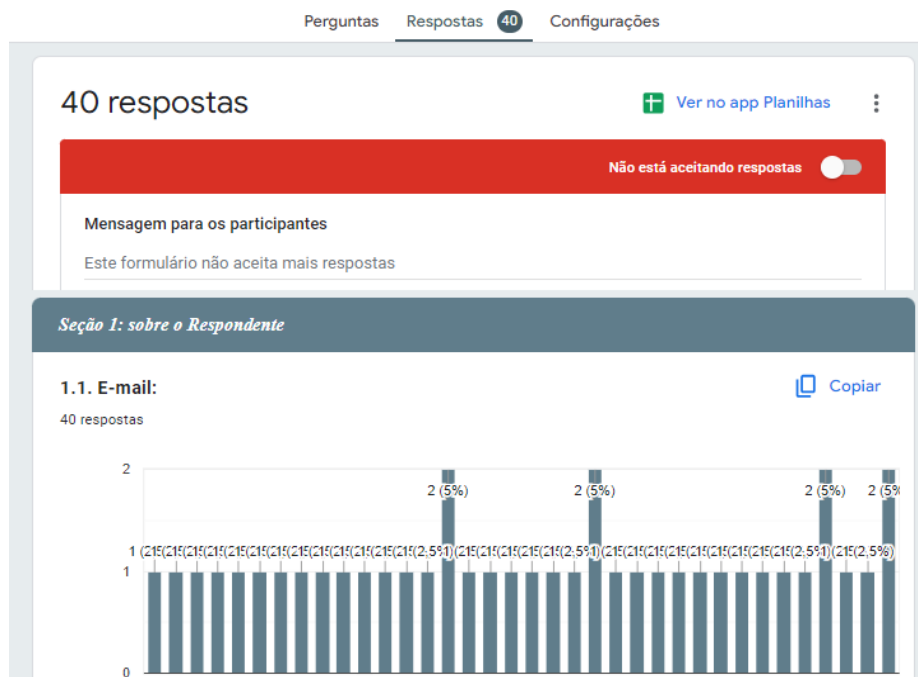 Perguntas Respostas 40 Configurações
40 respostas Ver no app Planilhas
Não está aceitando respostas
Mensagem para os participantes
Este formulário não aceita mais respostas
Seção 1: sobre o Respondente
1.1. E-mail: Copiar
40 respostas
2
2 (5%) 2 (5%) 2 (5%) 2 (5%
1
0